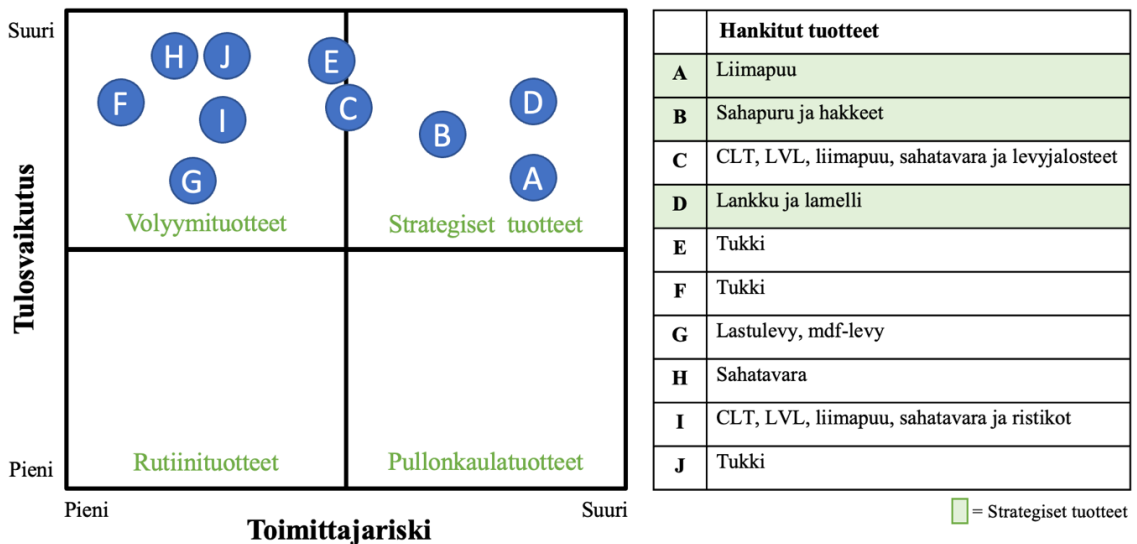 Suuri
H
J
E
F
I
C
D
B
G
A
Volyymituotteet
Strategiset tuotteet
Tulosvaikutus
Rutiinituotteet
Pullonkaulatuotteet
Pieni
Pieni
Suuri
Toimittajariski
Hankitut tuotteet
A Liimapuu
B Sahapuru ja hakkeet
C CLT, LVL, liimapuu, sahatavara ja levyjalosteet
D Lankku ja lamelli
E Tukki
F Tukki
G Lastulevy, mdf-levy
H Sahatavara
I CLT, LVL, liimapuu, sahatavara ja ristikot
J Tukki
= Strategiset tuotteet